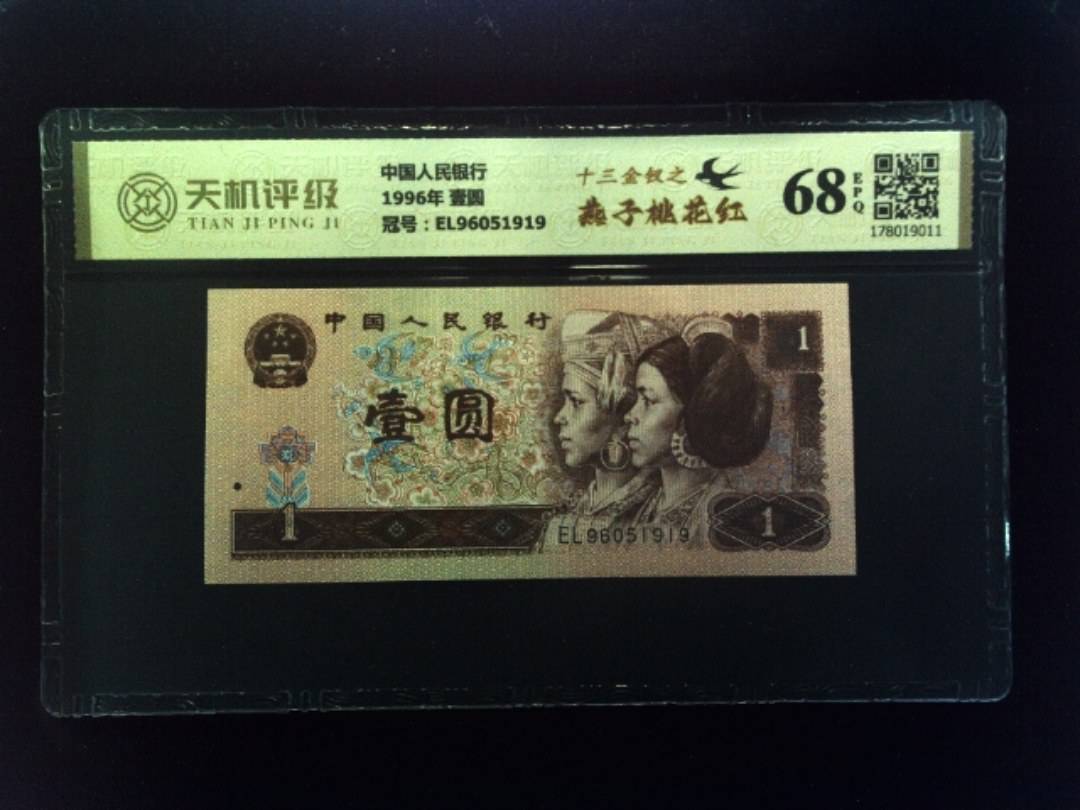 天机评级
TIAN JI PING JI
中国人民银行
1996年 壹圆
冠号：EL96051919
十三金钗之
燕子桃花红
68
EPQ
178019011
中国人民银行
壹圆
1
1
1
EL96051919